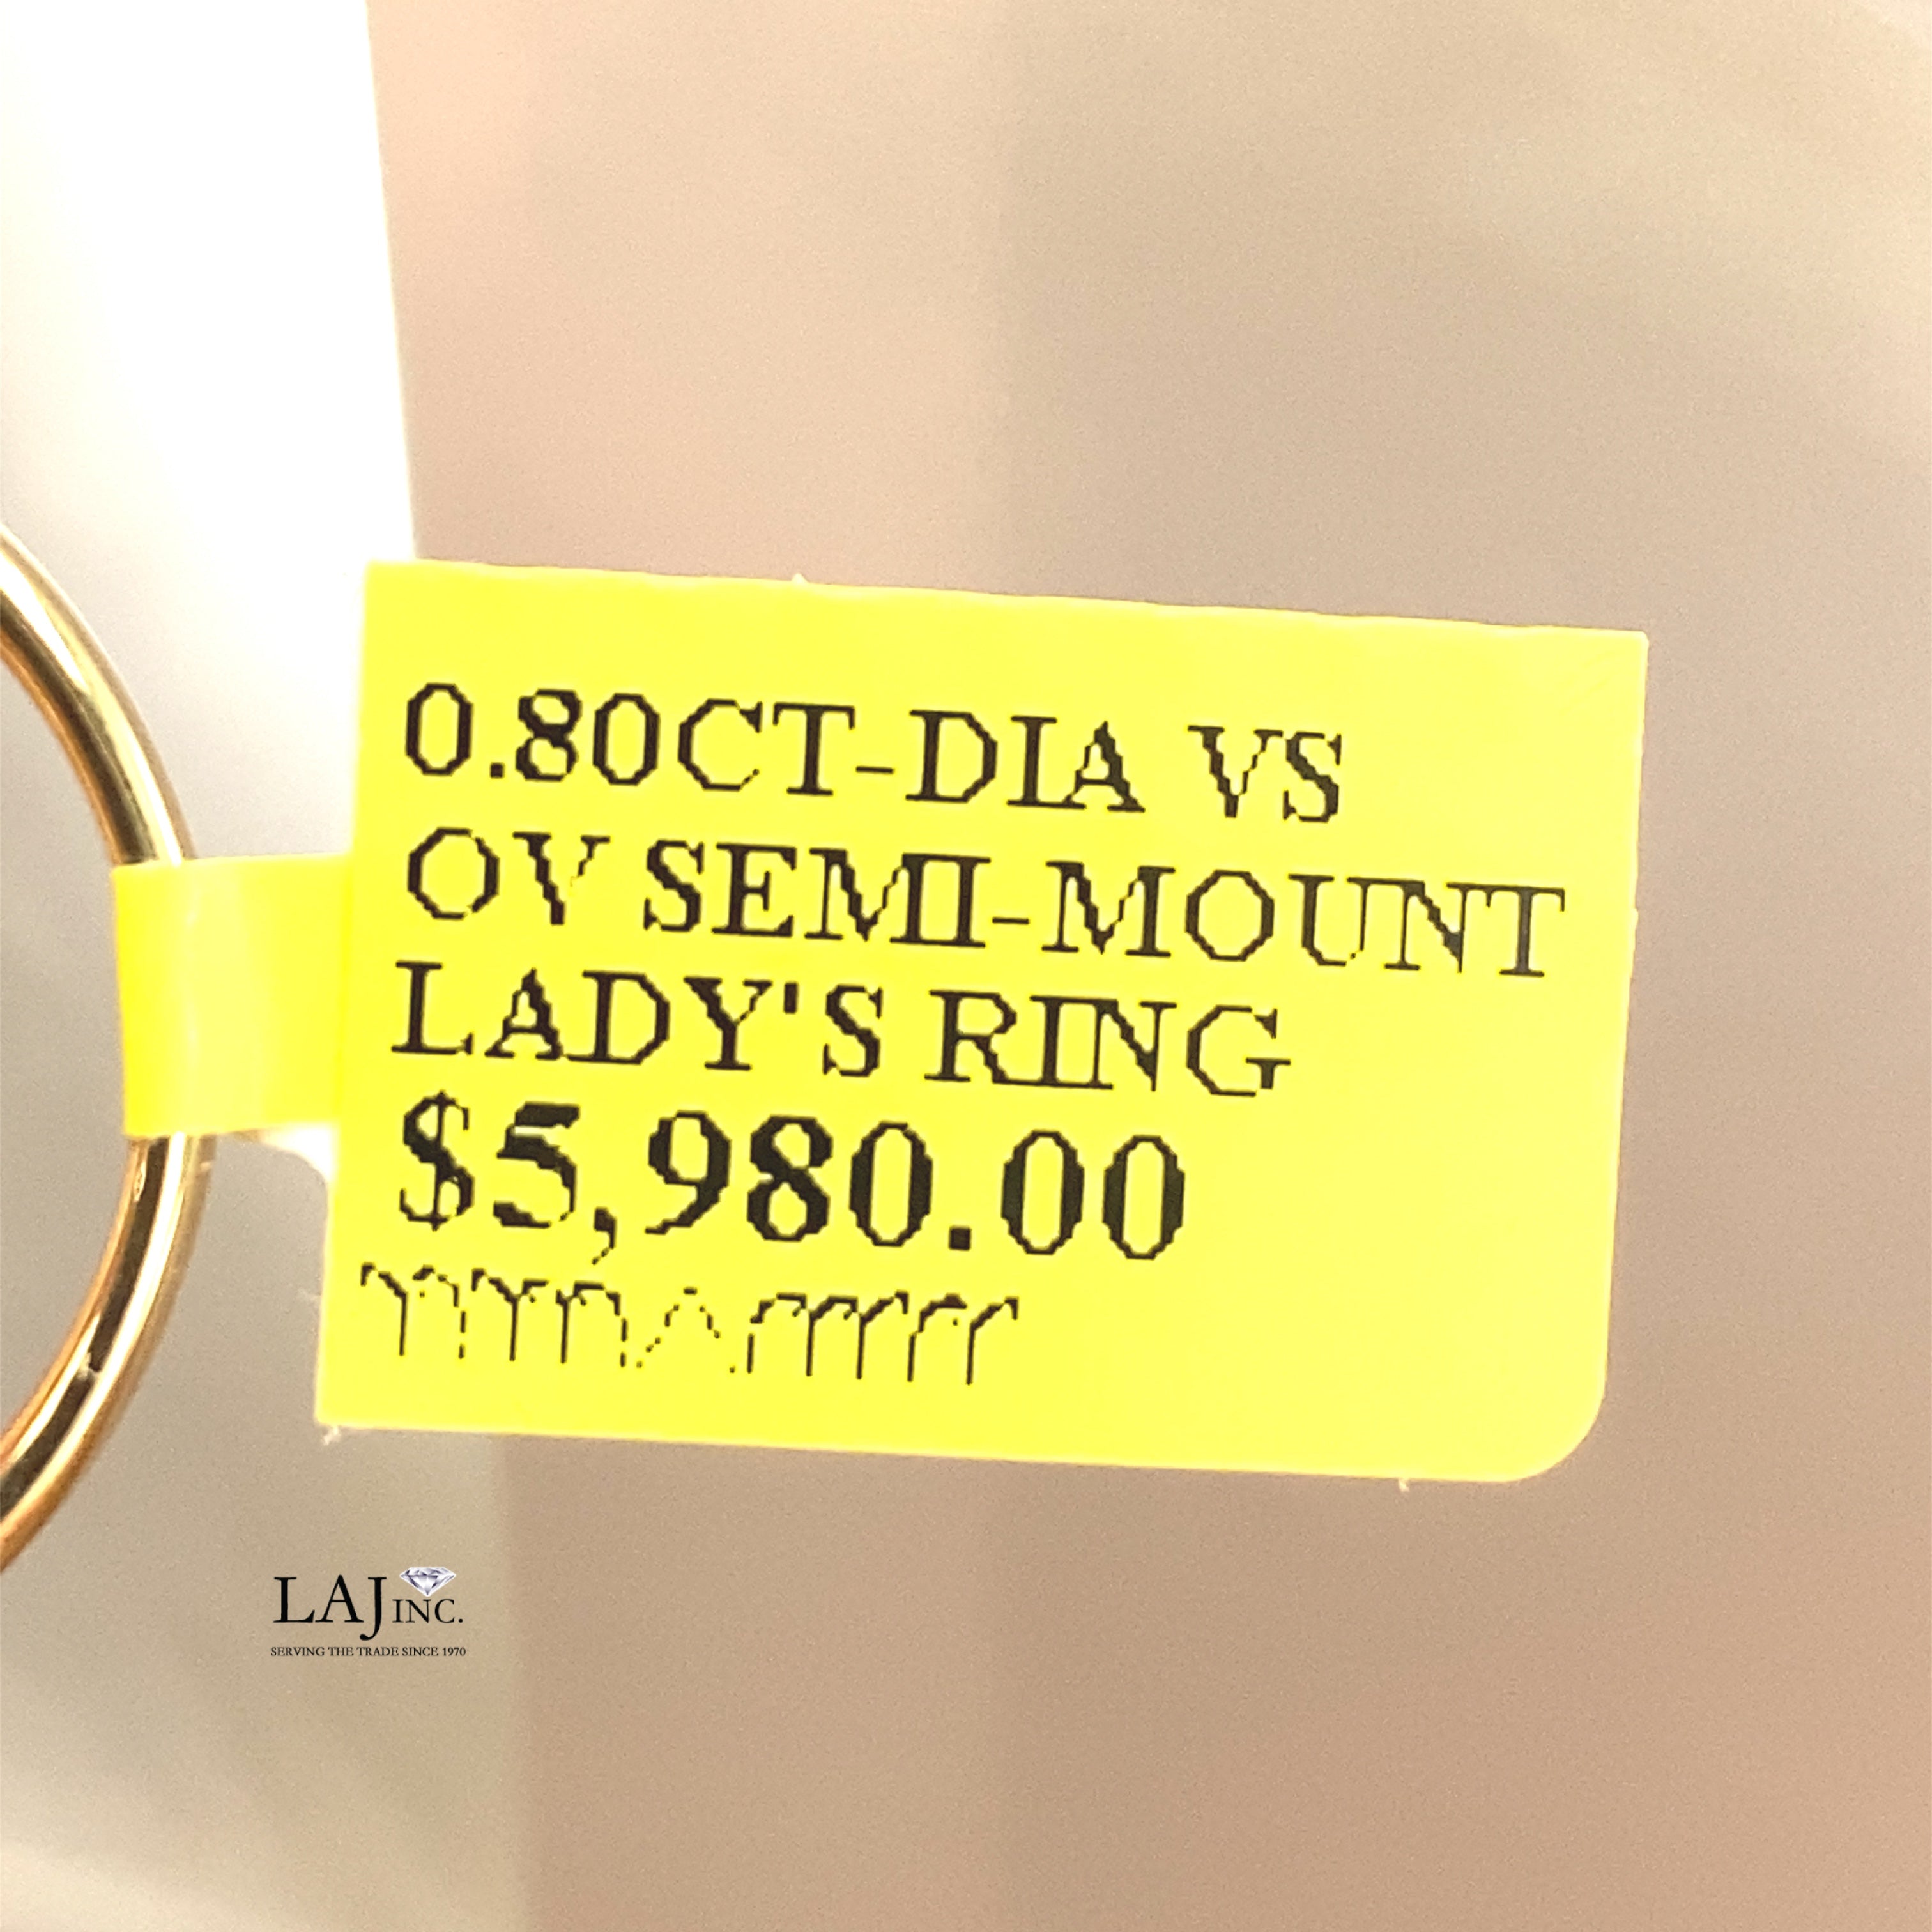 0.80CT-DIA VS
OV SEMI-MOUNT
LADY'S RING
$5,980.00
LAJ INC.
SERVING THE TRADE SINCE 1970